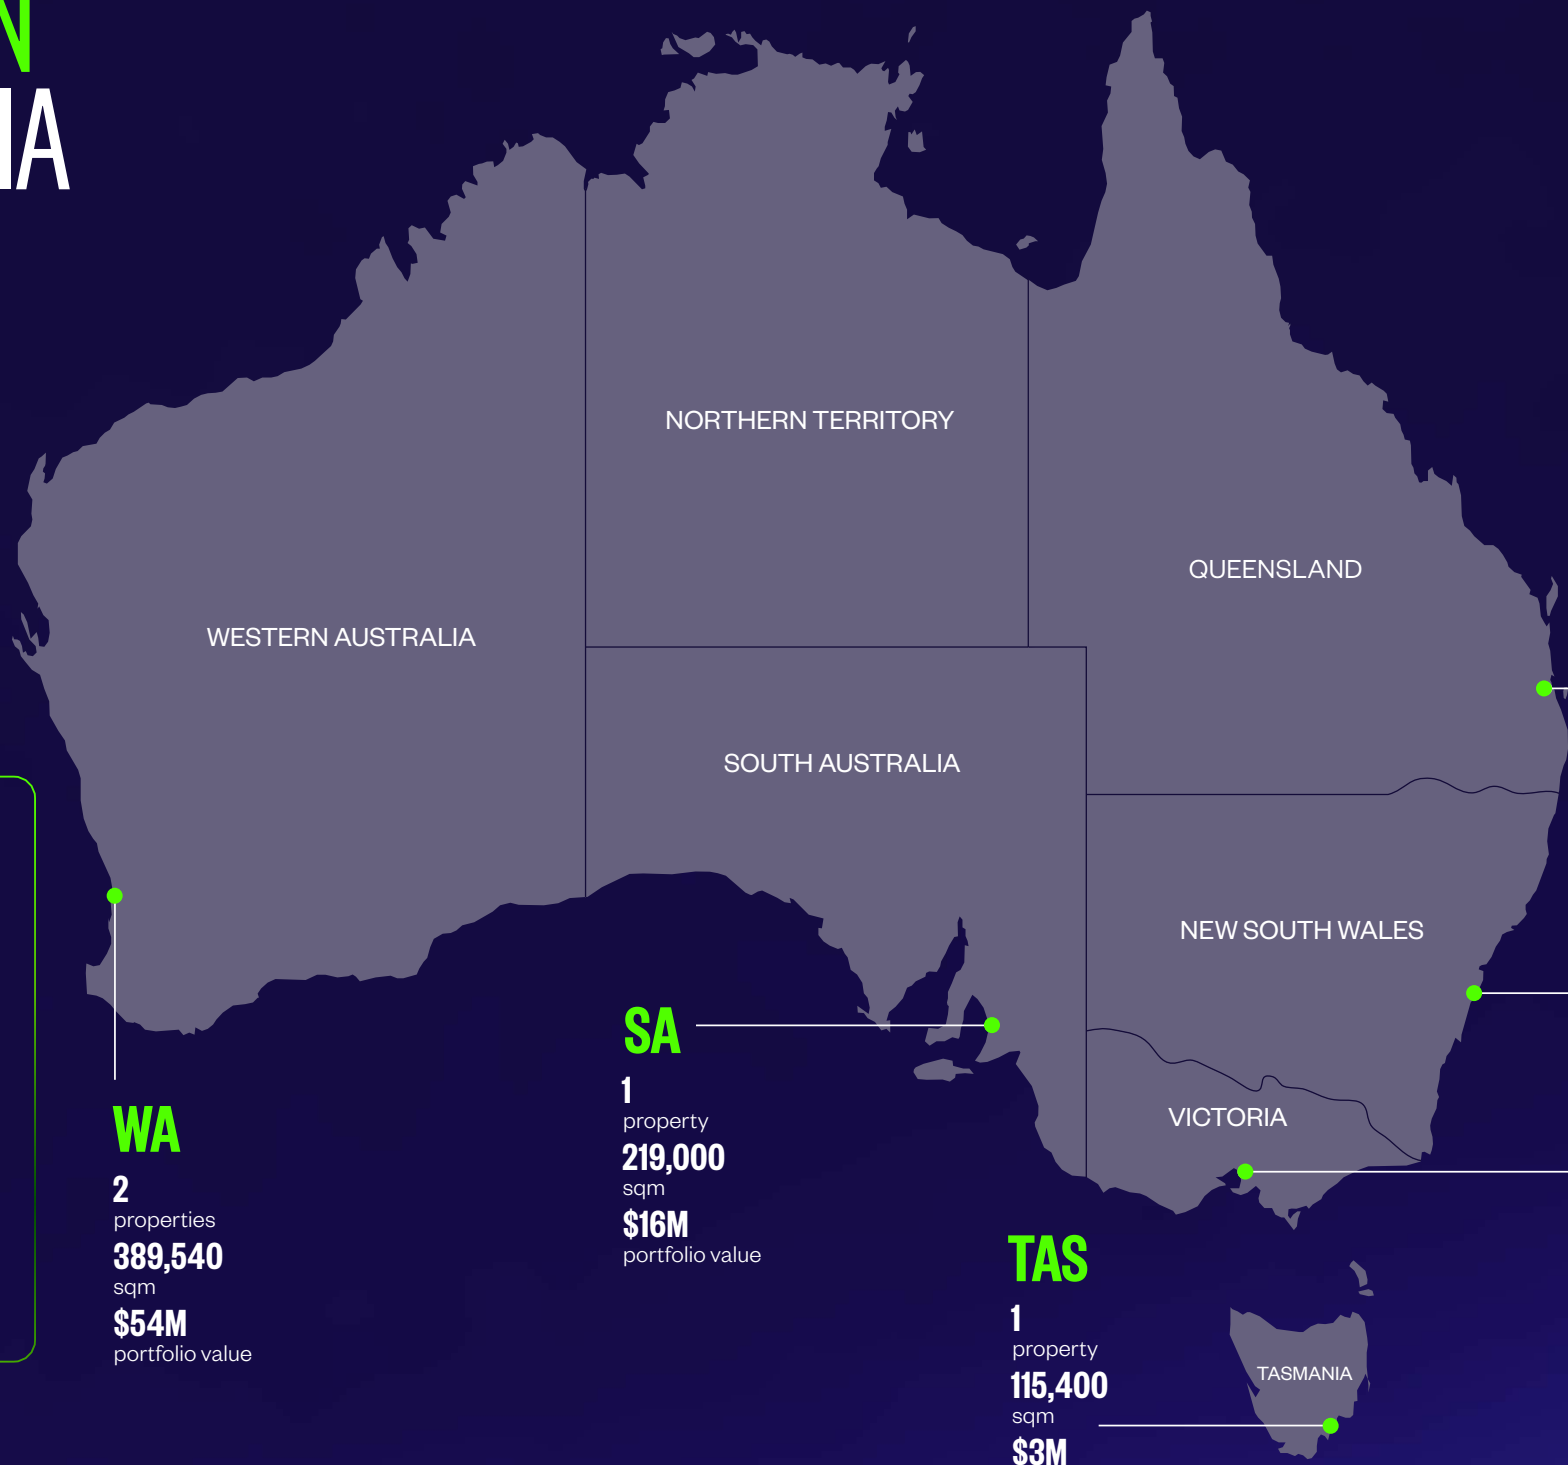 N
IA
NORTHERN TERRITORY
QUEENSLAND
WESTERN AUSTRALIA
SOUTH AUSTRALIA
NEW SOUTH WALES
VICTORIA
TASMANIA
WA
2
properties
389,540
sqm
$54M
portfolio value
SA
1
property
219,000
sqm
$16M
portfolio value
TAS
1
property
115,400
sqm
$3M